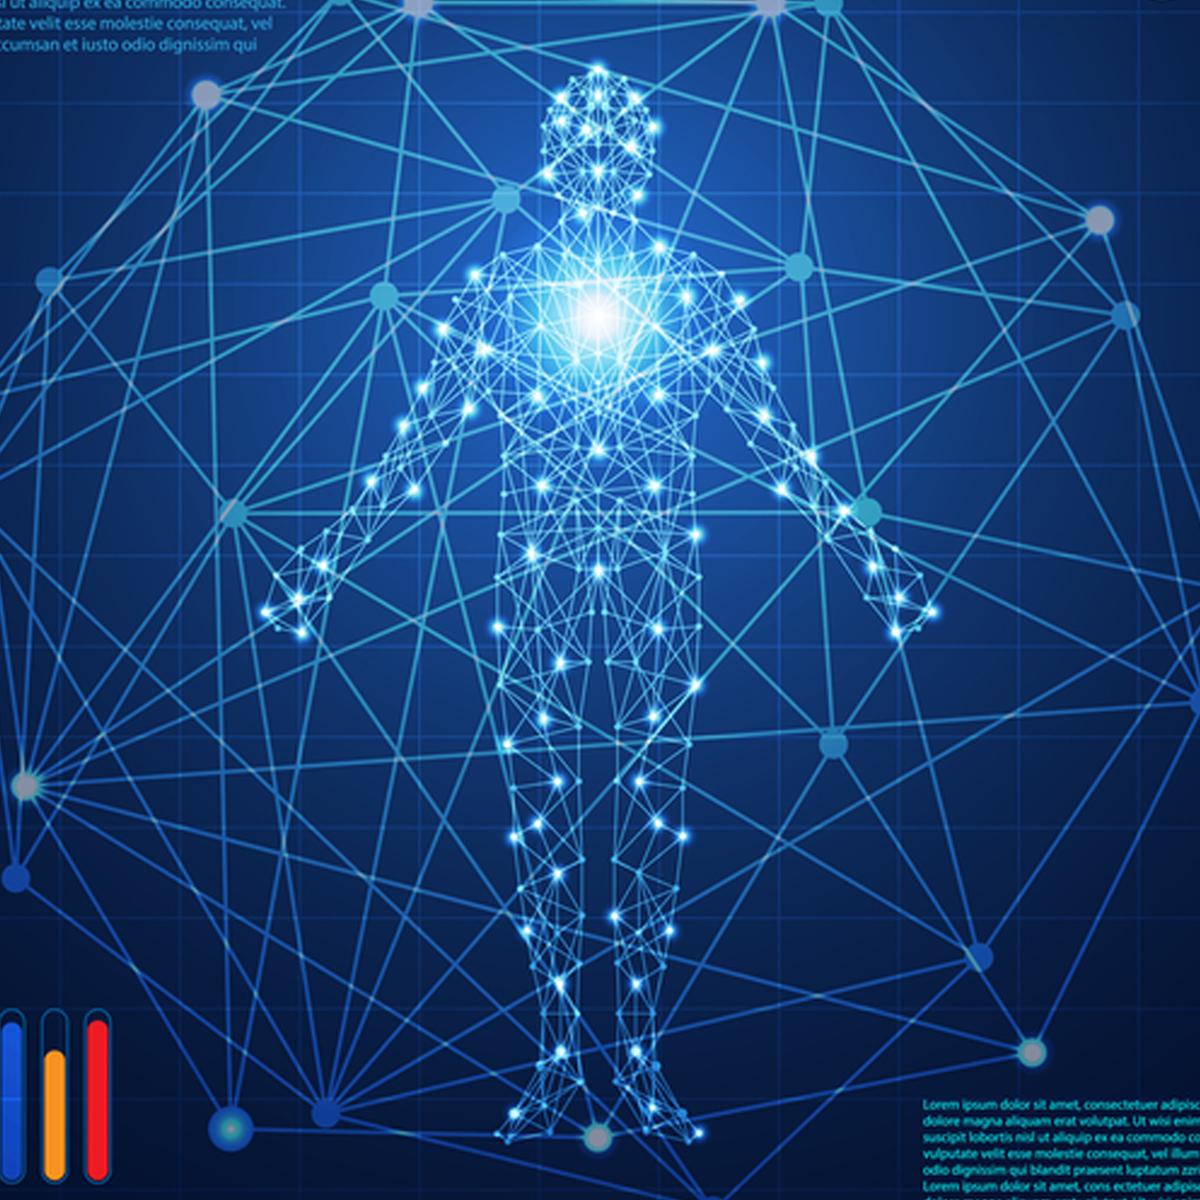 si ut aliquip ex ea commodo consequat.
tate velit esse molestie consequat, vel
ccumsan et iusto odio dignissim qui
Lorem ipsum dolor sit amet, consectetuer adipis
dolore magna aliquam erat volutpat. Ut wisi enim
suscipit lobortis nisl ut aliquip ex ea commodo c
vulputate velit esse molestie consequat, vel illum
odio dignissim qui blandit praesent luptatum zzr
Lorem ipsum dolor sit amet, cons ectetuer adipis